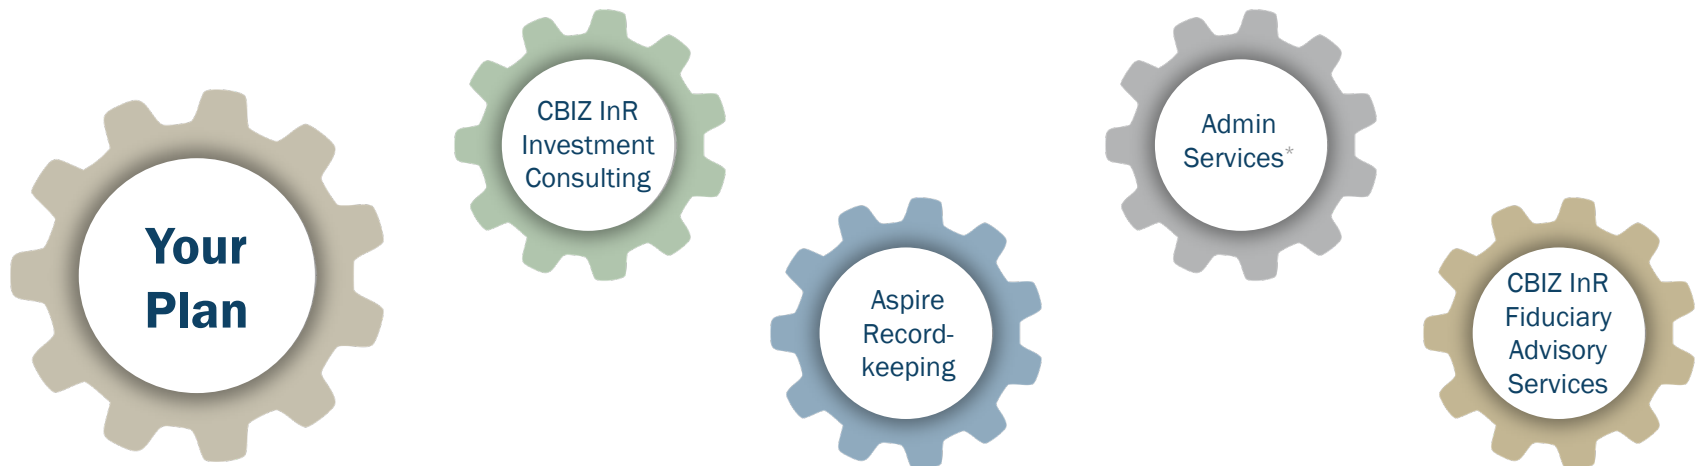 Your
Plan
CBIZ InR
Investment
Consulting
Aspire
Record-
keeping
Admin
Services*
CBIZ InR
Fiduciary
Advisory
Services